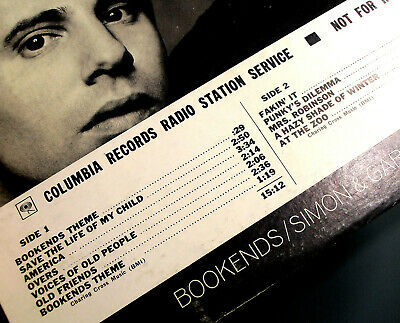 COLUMBIA RECORDS RADIO STATION SERVICE ■ NOT FOR
SIDE 1
BOOKENDS THEME .29
SAVE THE LIFE OF MY CHILD 2:50
AMERICA 3:34
OVERS 2:14
VOICES OF OLD PEOPLE 2:06
OLD FRIENDS 2:36
BOOKENDS THEME 1:19
15:12
Charing Cross Music (BMI)
SIDE 2
FAKIN' IT
PUNKY'S DILEMMA
MRS. ROBINSON
A HAZY SHADE OF WINTER
AT THE ZOO
Charing Cross Music (BMI)
BOOKENDS/SIMON & GAR